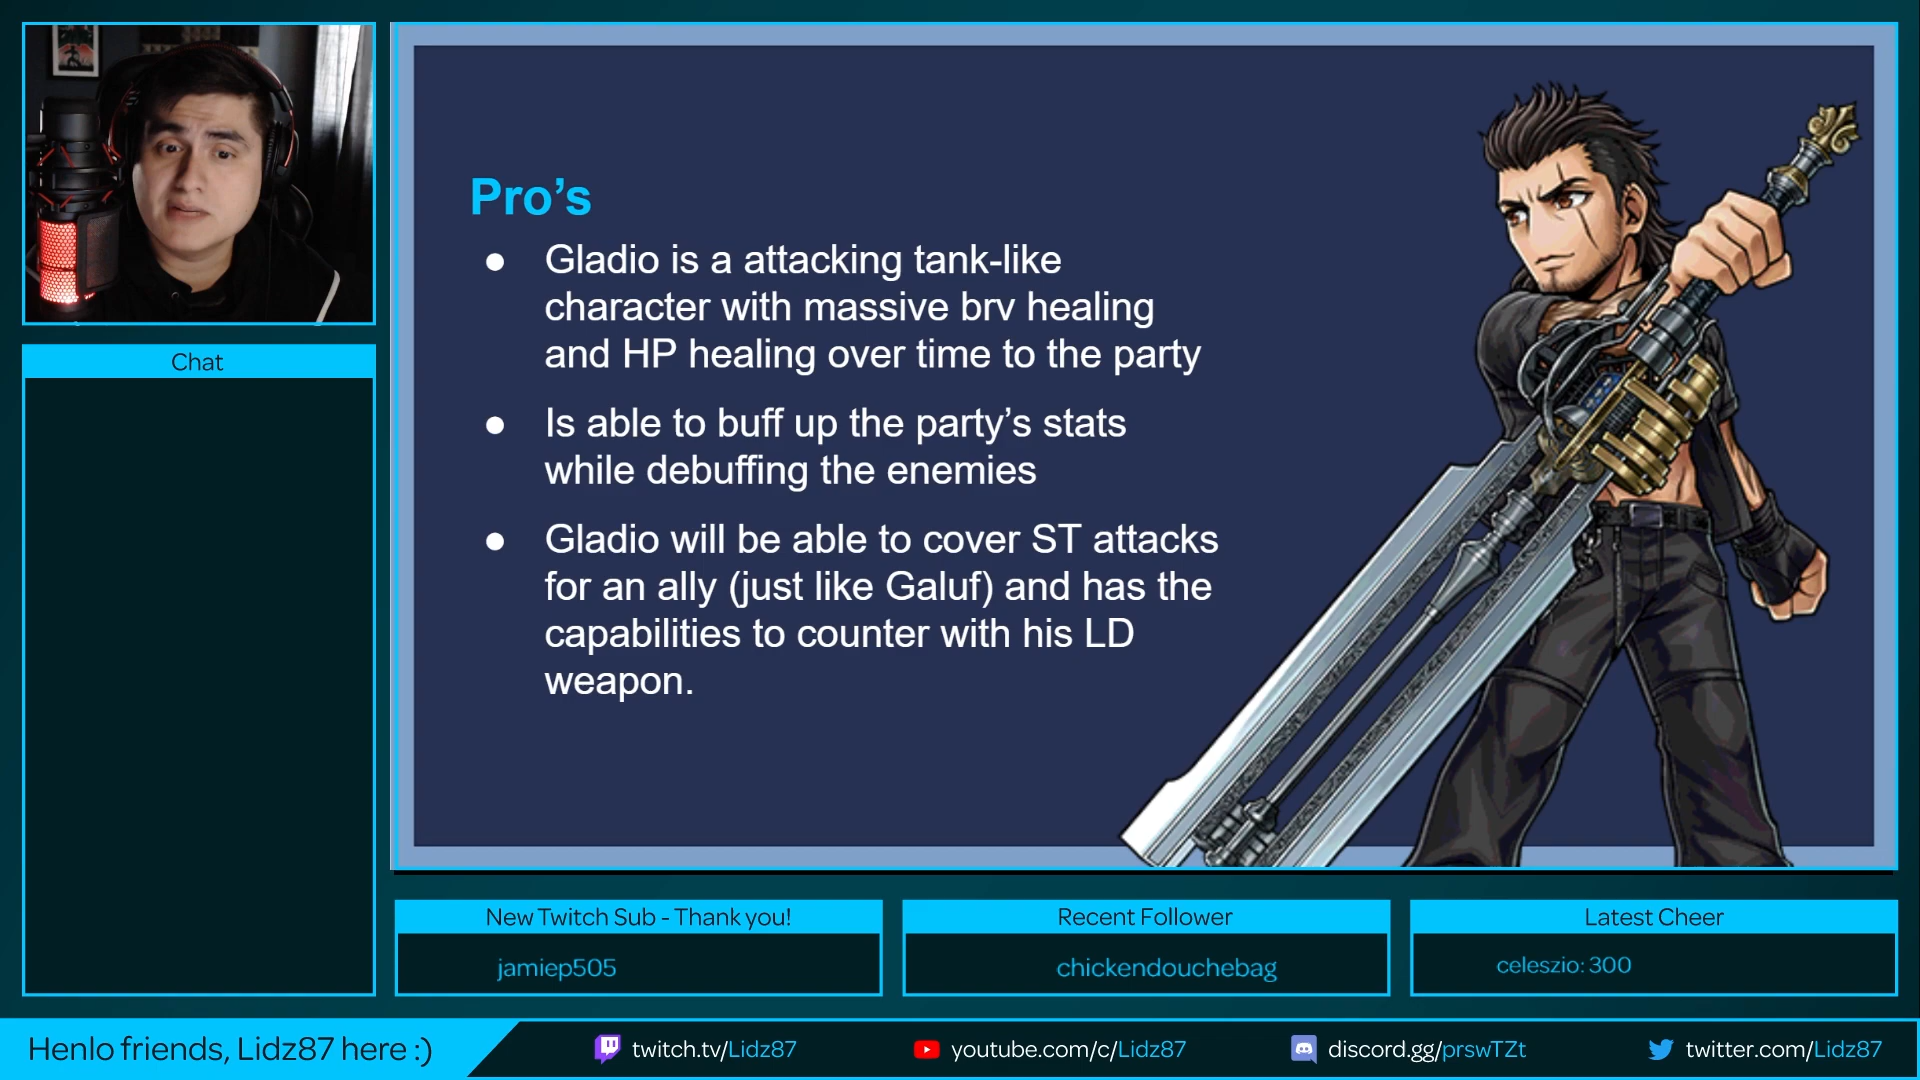 Pro’s
● Gladio is a attacking tank-like
character with massive brv healing
and HP healing over time to the party
● Is able to buff up the party’s stats
while debuffing the enemies
● Gladio will be able to cover ST attacks
for an ally (just like Galuf) and has the
capabilities to counter with his LD
weapon.
Chat
New Twitch Sub - Thank you!
jamiep505
Recent Follower
chickendouchebag
Latest Cheer
celeszio: 300
Henlo friends, Lidz87 here :)
twitch.tv/Lidz87
youtube.com/c/Lidz87
discord.gg/prswTZt
twitter.com/Lidz87